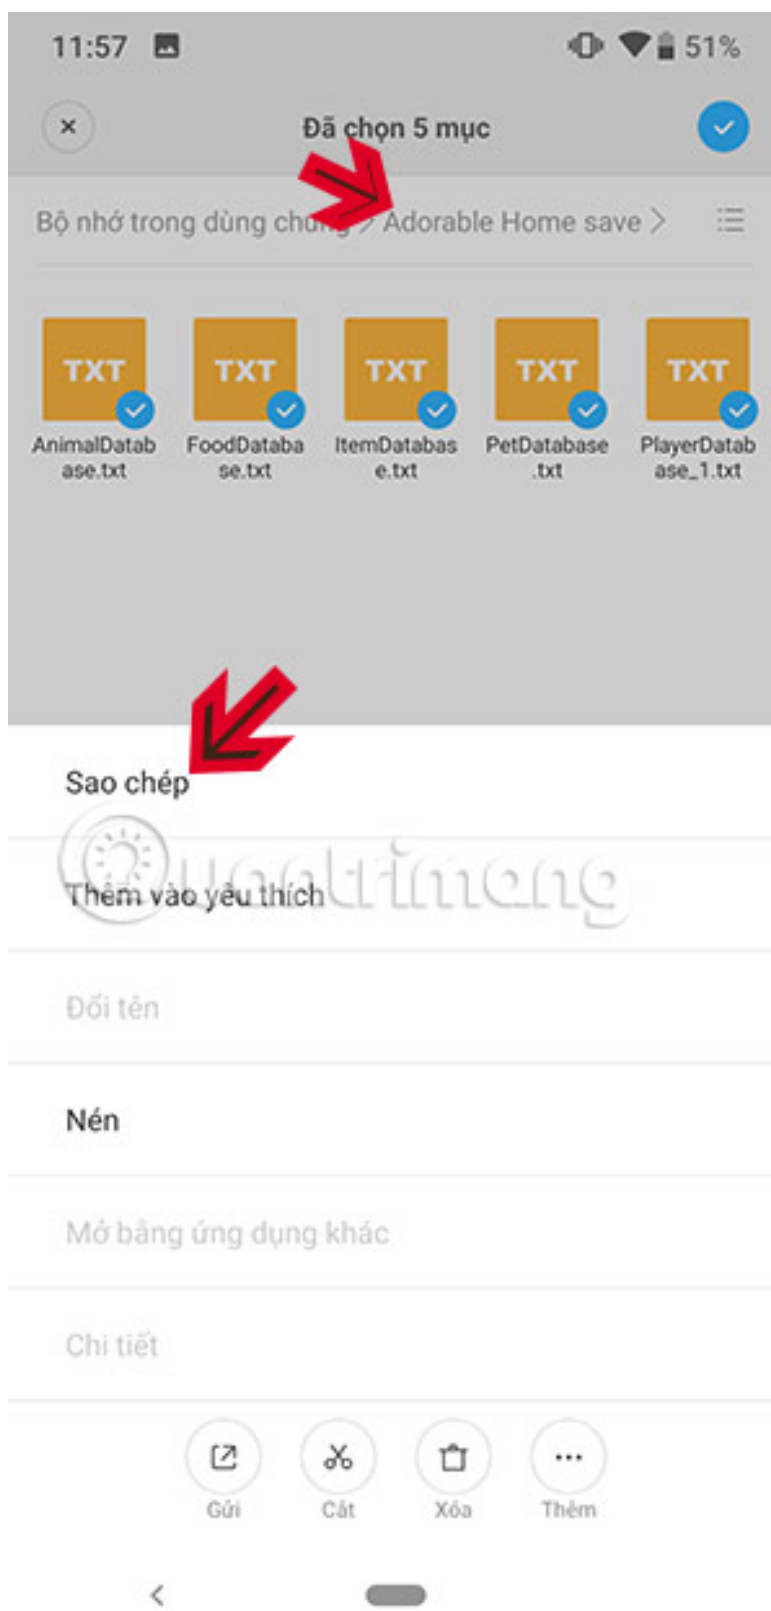 11:57 51%
Đã chọn 5 mục
Bộ nhớ trong dùng chung > Adorable Home save >
TXT TXT TXT TXT TXT
AnimalDatab
ase.txt
FoodDataba
se.txt
ItemDatabas
e.txt
PetDatabase
.txt
PlayerDatab
ase_1.txt
Sao chép
Quantrimang
Thêm vào yêu thích
Đổi tên
Nén
Mở bằng ứng dụng khác
Chi tiết
Gửi Cắt Xóa Thêm